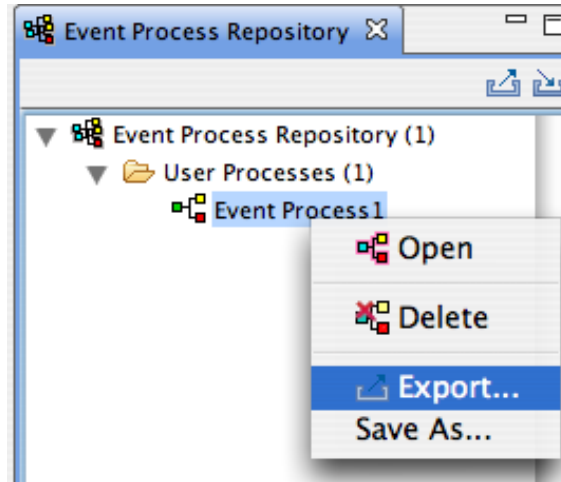 Event Process Repository
Event Process Repository (1)
User Processes (1)
Event Process1
Open
Delete
Export...
Save As...